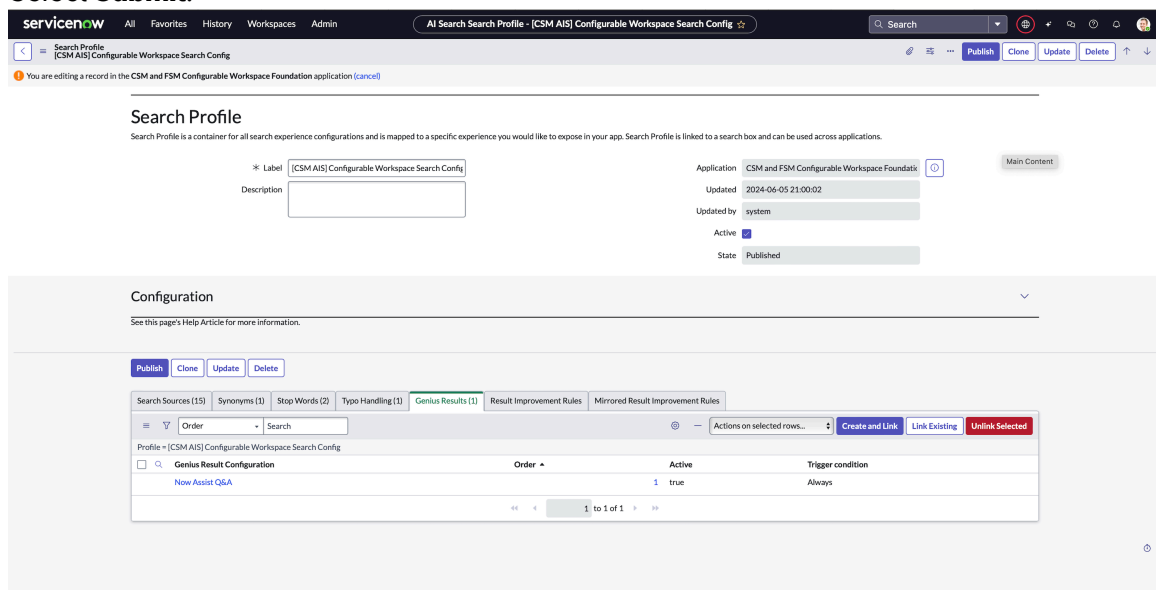 Select Submit.
servicenow All Favorites History Workspaces Admin AI Search Search Profile - [CSM AIS] Configurable Workspace Search Config Search
Search Profile
[CSM AIS] Configurable Workspace Search Config
Publish Clone Update Delete
You are editing a record in the CSM and FSM Configurable Workspace Foundation application (cancel)
Search Profile
Search Profile is a container for all search experience configurations and is mapped to a specific experience you would like to expose in your app. Search Profile is linked to a search box and can be used across applications.
Label [CSM AIS] Configurable Workspace Search Config
Description
Application CSM and FSM Configurable Workspace Foundatic
Updated 2024-06-05 21:00:02
Updated by system
Active
State Published
Main Content
Configuration
See this page's Help Article for more information.
Publish Clone Update Delete
Search Sources (15) Synonyms (1) Stop Words (2) Typo Handling (1) Genius Results (1) Result Improvement Rules Mirrored Result Improvement Rules
Order Search Actions on selected rows... Create and Link Link Existing Unlink Selected
Profile = [CSM AIS] Configurable Workspace Search Config
Genius Result Configuration Order Active Trigger condition
Now Assist Q&A 1 true Always
1 to 1 of 1